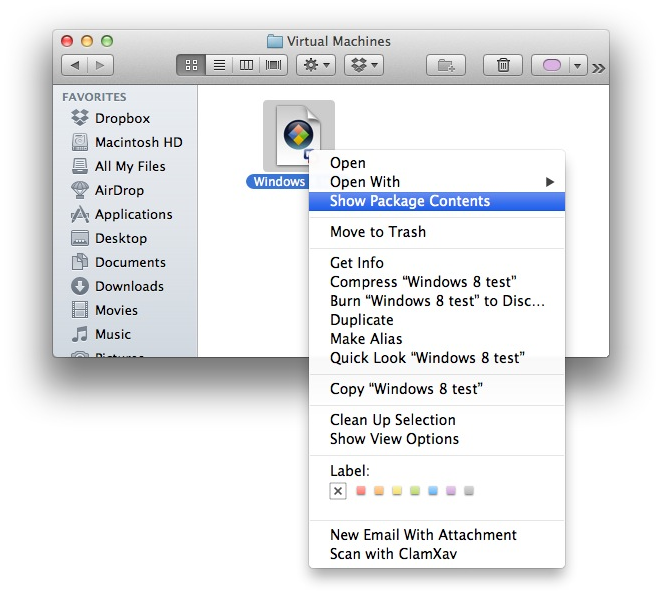 Virtual Machines
FAVORITES
Dropbox
Macintosh HD
All My Files
AirDrop
Applications
Desktop
Documents
Downloads
Movies
Music
Windows
Open
Open With
Show Package Contents
Move to Trash
Get Info
Compress “Windows 8 test”
Burn “Windows 8 test” to Disc...
Duplicate
Make Alias
Quick Look “Windows 8 test”
Copy “Windows 8 test”
Clean Up Selection
Show View Options
Label:
New Email With Attachment
Scan with ClamXav